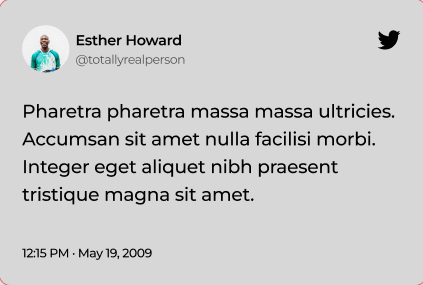 Esther Howard
@totallyrealperson
Pharetra pharetra massa massa ultricies.
Accumsan sit amet nulla facilisi morbi.
Integer eget aliquet nibh praesent
tristique magna sit amet.
12:15 PM · May 19, 2009